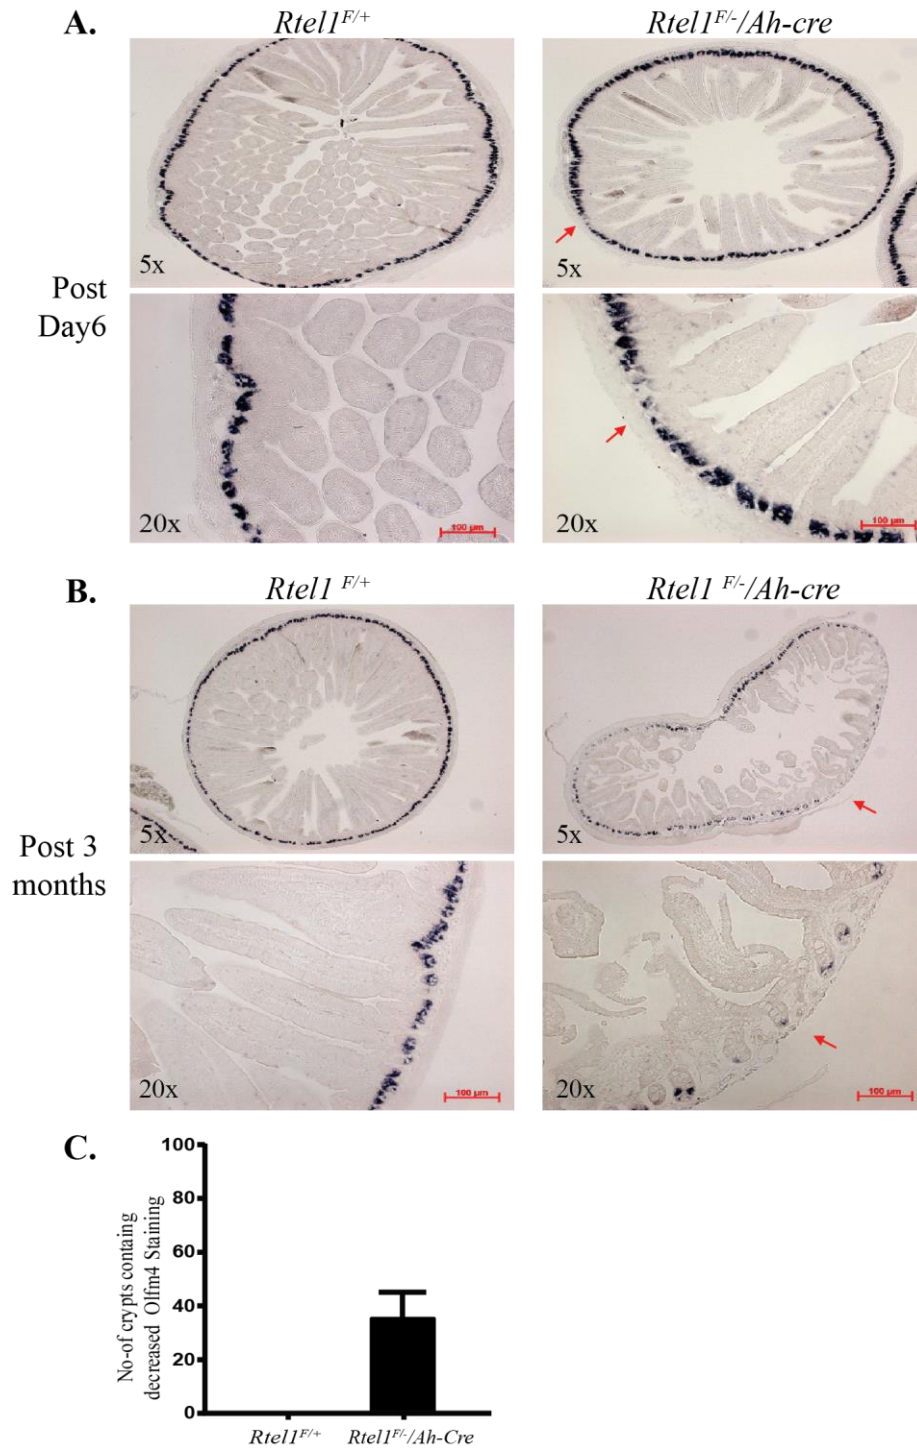 A.
Rtel1F/+
Rtel1F/-/Ah-cre
Post
Day6
5x
5x
20x
100 µm
20x
100 µm
B.
Rtel1 F/+
Rtel1 F/-/Ah-cre
Post 3
months
5x
5x
20x
100 µm
20x
100 µm
C.
No-of crypts containg
decreased Olfm4 Staining
100
80
60
40
20
0
Rtel1F/+
Rtel1F/-/Ah-Cre